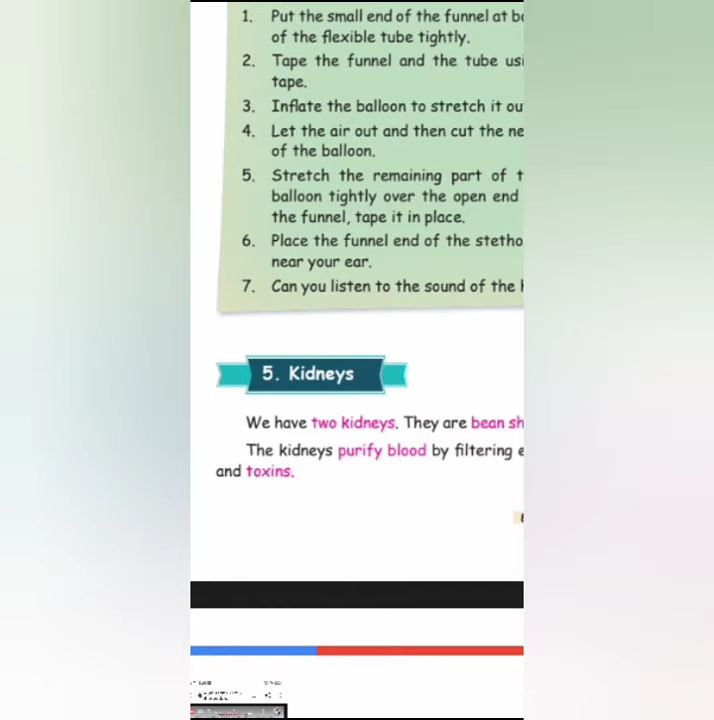 1. Put the small end of the funnel at
of the flexible tube tightly.
2. Tape the funnel and the tube
tape.
3. Inflate the balloon to stretch it
4. Let the air out and then cut the
of the balloon.
5. Stretch the remaining part of
balloon tightly over the open end
the funnel, tape it in place.
6. Place the funnel end of the
near your ear.
7. Can you listen to the sound of the
5. Kidneys
We have two kidneys. They are bean
The kidneys purify blood by filtering
and toxins.